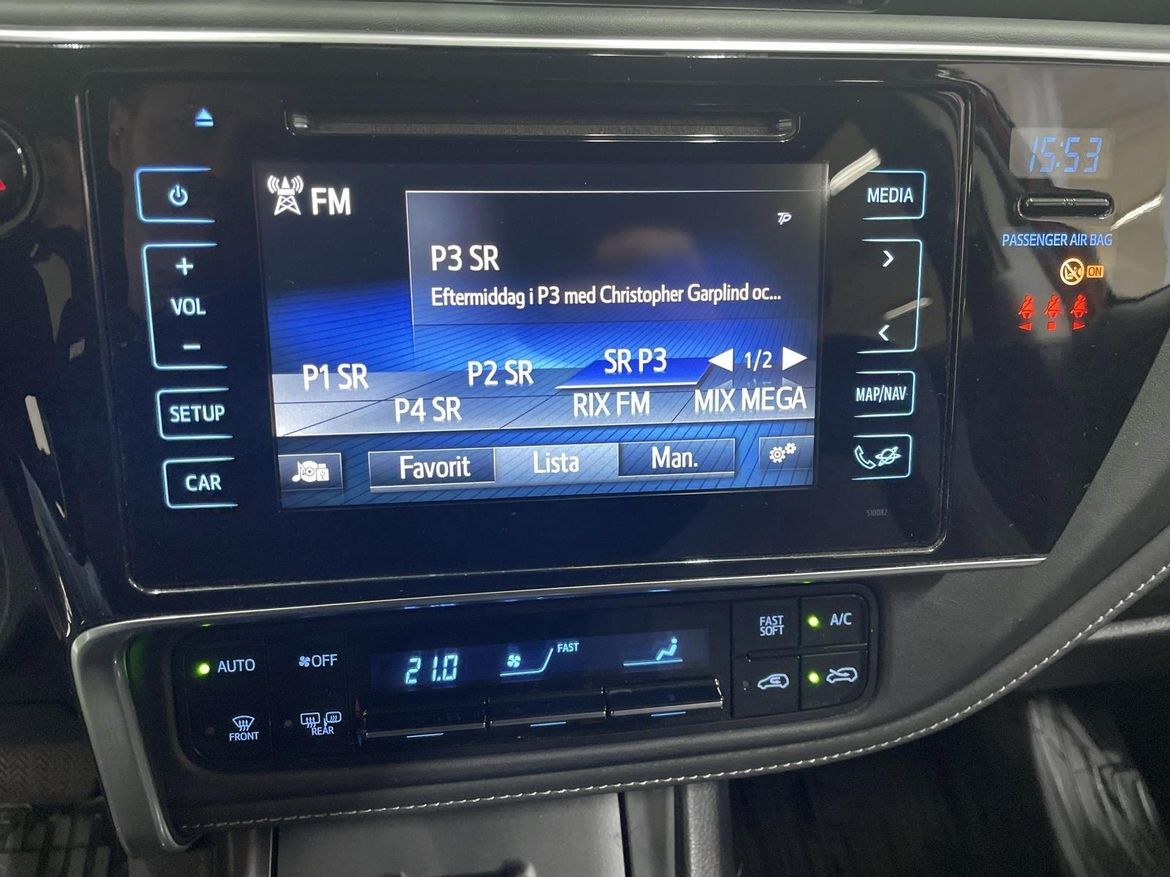 15:53
MEDIA
FM
TP
PASSENGER AIR BAG
P3 SR
ON
+
VOL
-
Eftermiddag i P3 med Christopher Garplind oc...
P1 SR
P2 SR
SR P3
1/2
P4 SR
RIX FM
MIX MEGA
SETUP
MAP/NAV
CAR
Favorit
Lista
Man.
510082
AUTO
OFF
21.0
FAST
FAST
SOFT
A/C
FRONT
REAR